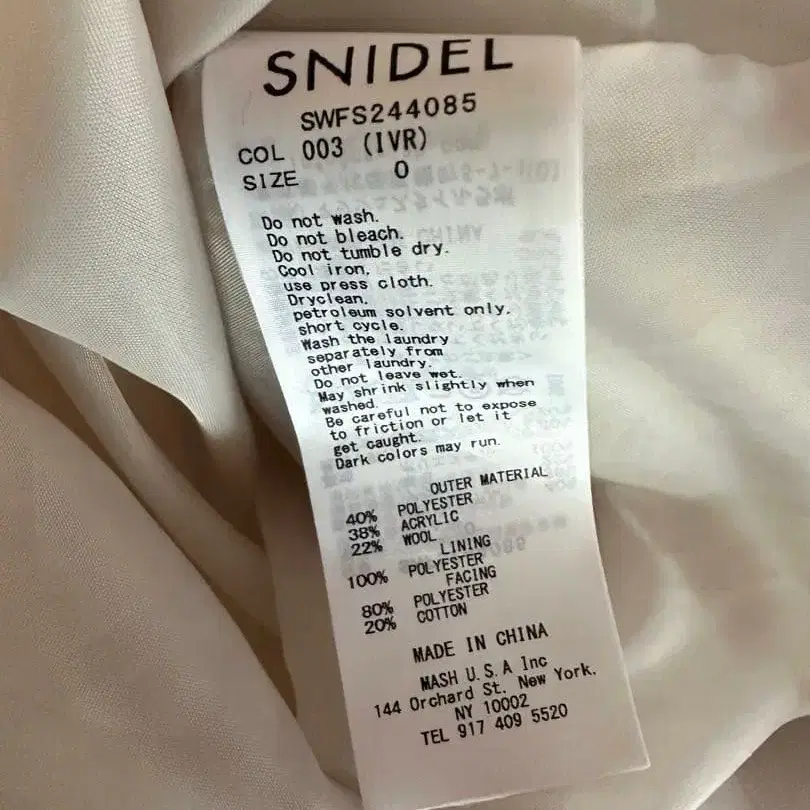 SNIDEL
SWFS244085
COL 003 (IVR)
SIZE 0
Do not wash.
Do not bleach.
Do not tumble dry.
Cool iron,
use press cloth.
Dryclean.
petroleum solvent only.
short cycle.
Wash the laundry
separately from
other laundry.
Do not leave wet.
May shrink slightly when
washed.
Be careful not to expose
to friction or let it
get caught.
Dark colors may run.
OUTER MATERIAL
40% POLYESTER
38% ACRYLIC
22% WOOL
LINING
100% POLYESTER
FACING
80% POLYESTER
20% COTTON
MADE IN CHINA
MASH U.S.A Inc
144 Orchard St. New York.
NY 10002
TEL 917 409 5520